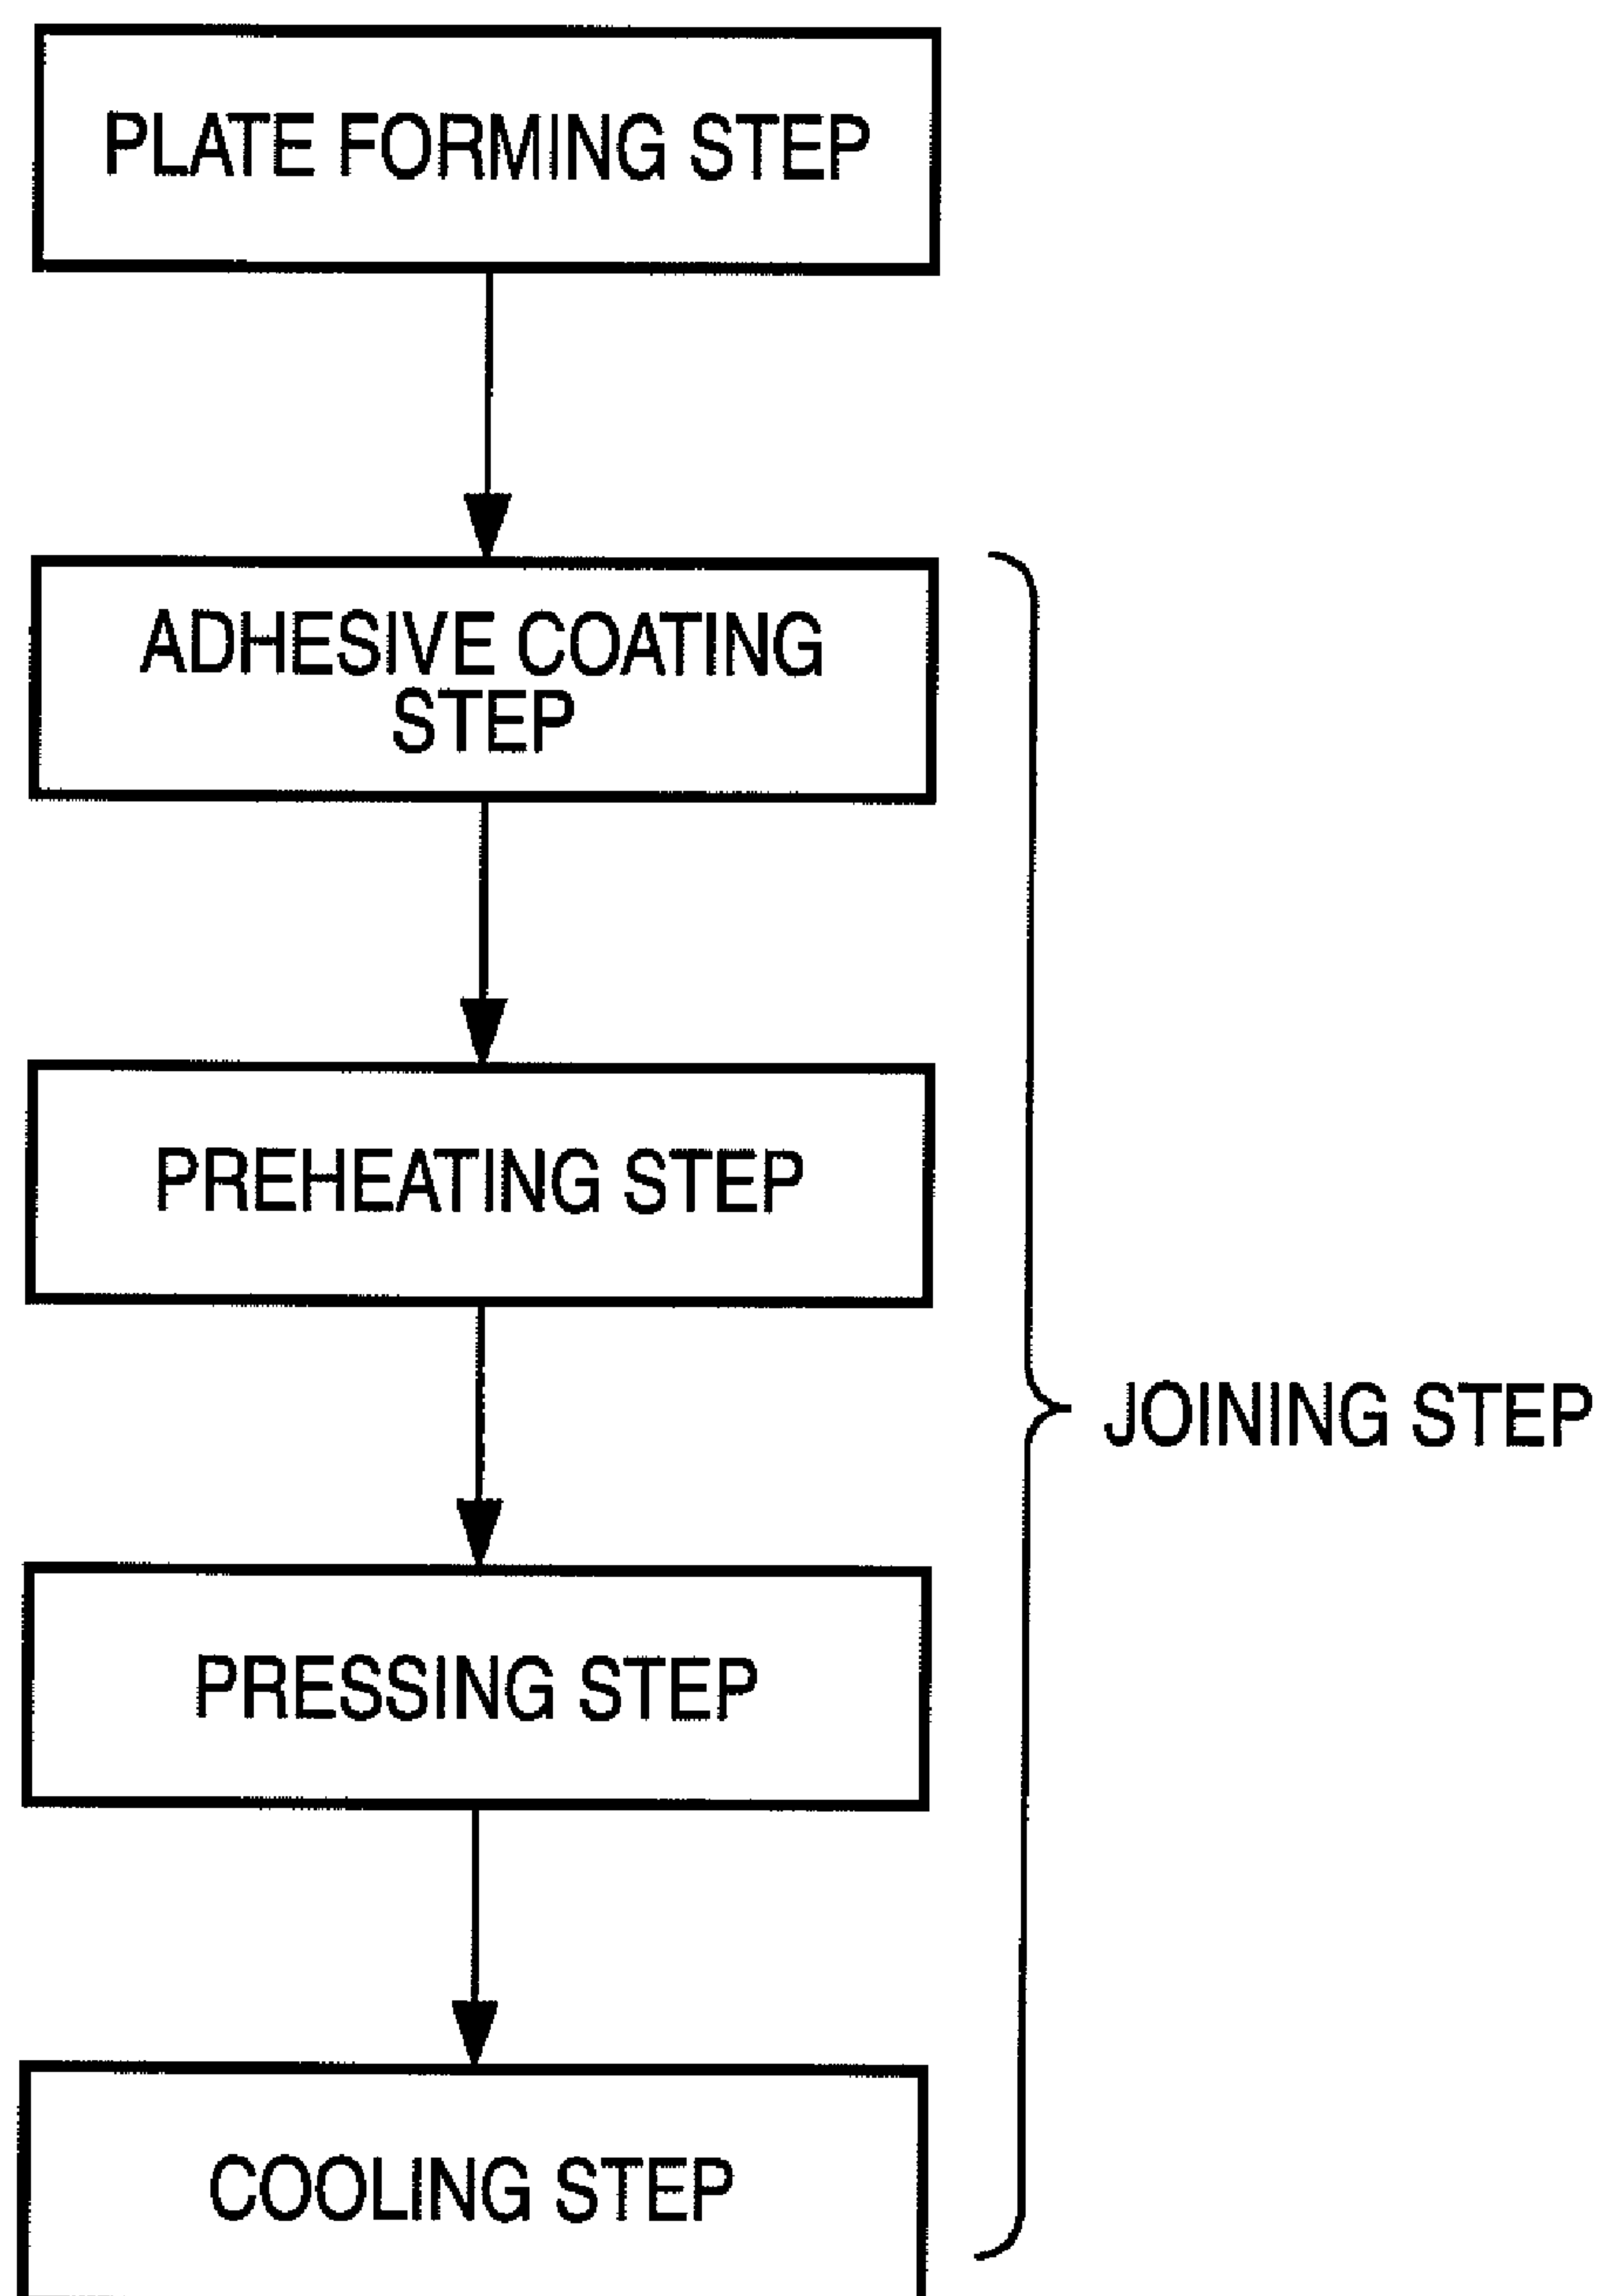 PLATE FORMING STEP
ADHESIVE COATING
STEP
PREHEATING STEP
JOINING STEP
PRESSING STEP
COOLING STEP